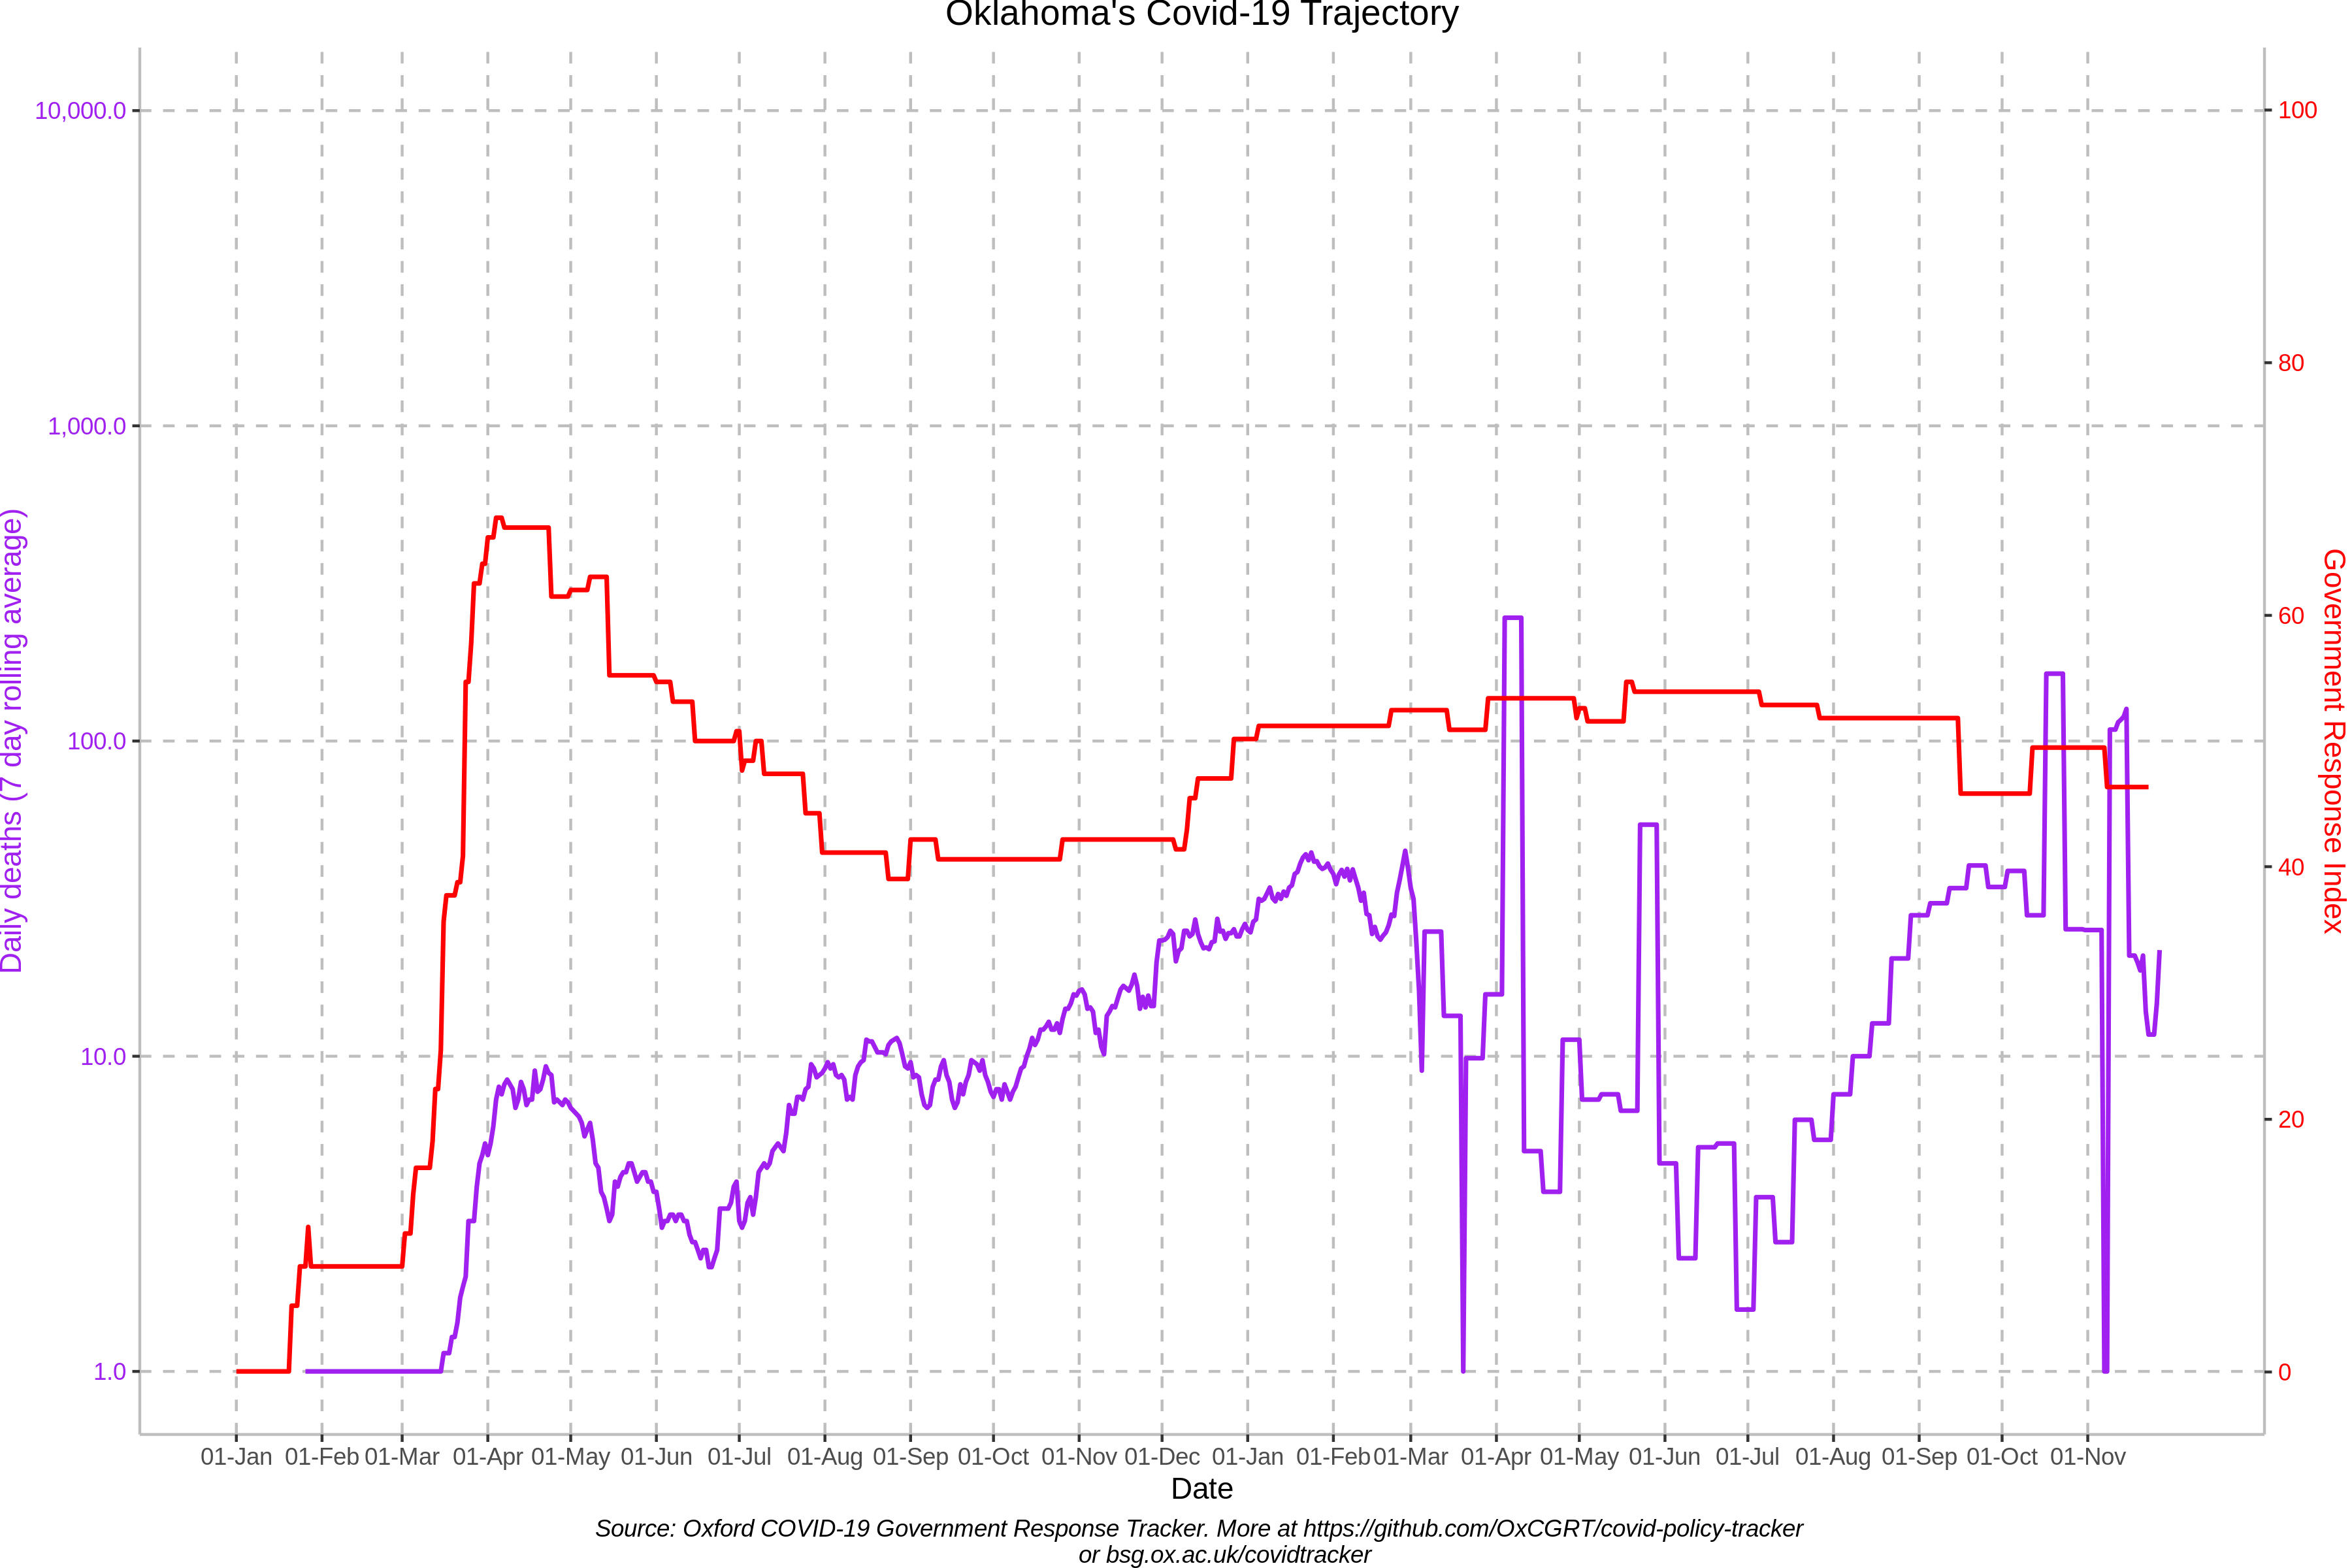 Oklahoma's Covid-19 Trajectory
10,000.0
1,000.0
100.0
10.0
1.0
Daily deaths (7 day rolling average)
100
80
60
40
20
0
Government Response Index
01-Jan 01-Feb 01-Mar 01-Apr 01-May 01-Jun 01-Jul 01-Aug 01-Sep 01-Oct 01-Nov 01-Dec 01-Jan 01-Feb 01-Mar 01-Apr 01-May 01-Jun 01-Jul 01-Aug 01-Sep 01-Oct 01-Nov
Date
Source: Oxford COVID-19 Government Response Tracker. More at https://github.com/OxCGRT/covid-policy-tracker
or bsg.ox.ac.uk/covidtracker